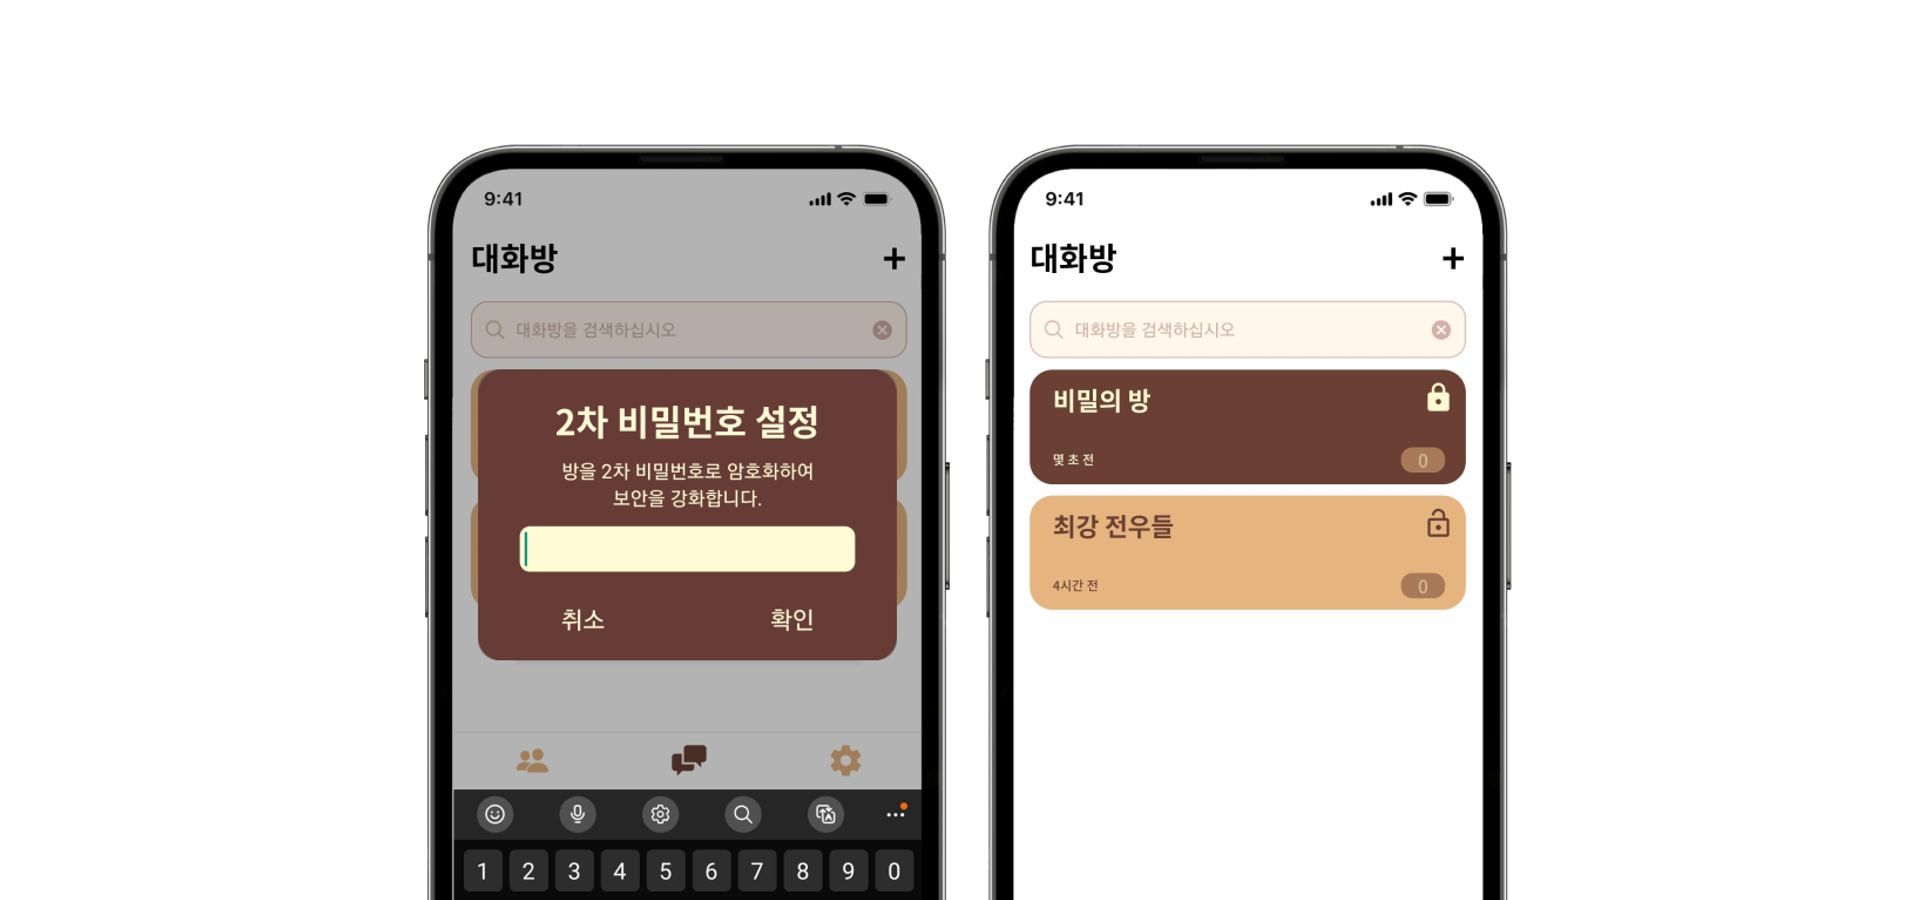 9:41
대화방
대화방을 검색하십시오
2차 비밀번호 설정
방을 2차 비밀번호로 암호화하여
보안을 강화합니다.
취소 확인
1 2 3 4 5 6 7 8 9 0
9:41
대화방
대화방을 검색하십시오
비밀의 방
몇 초 전 0
최강 전우들
4시간 전 0